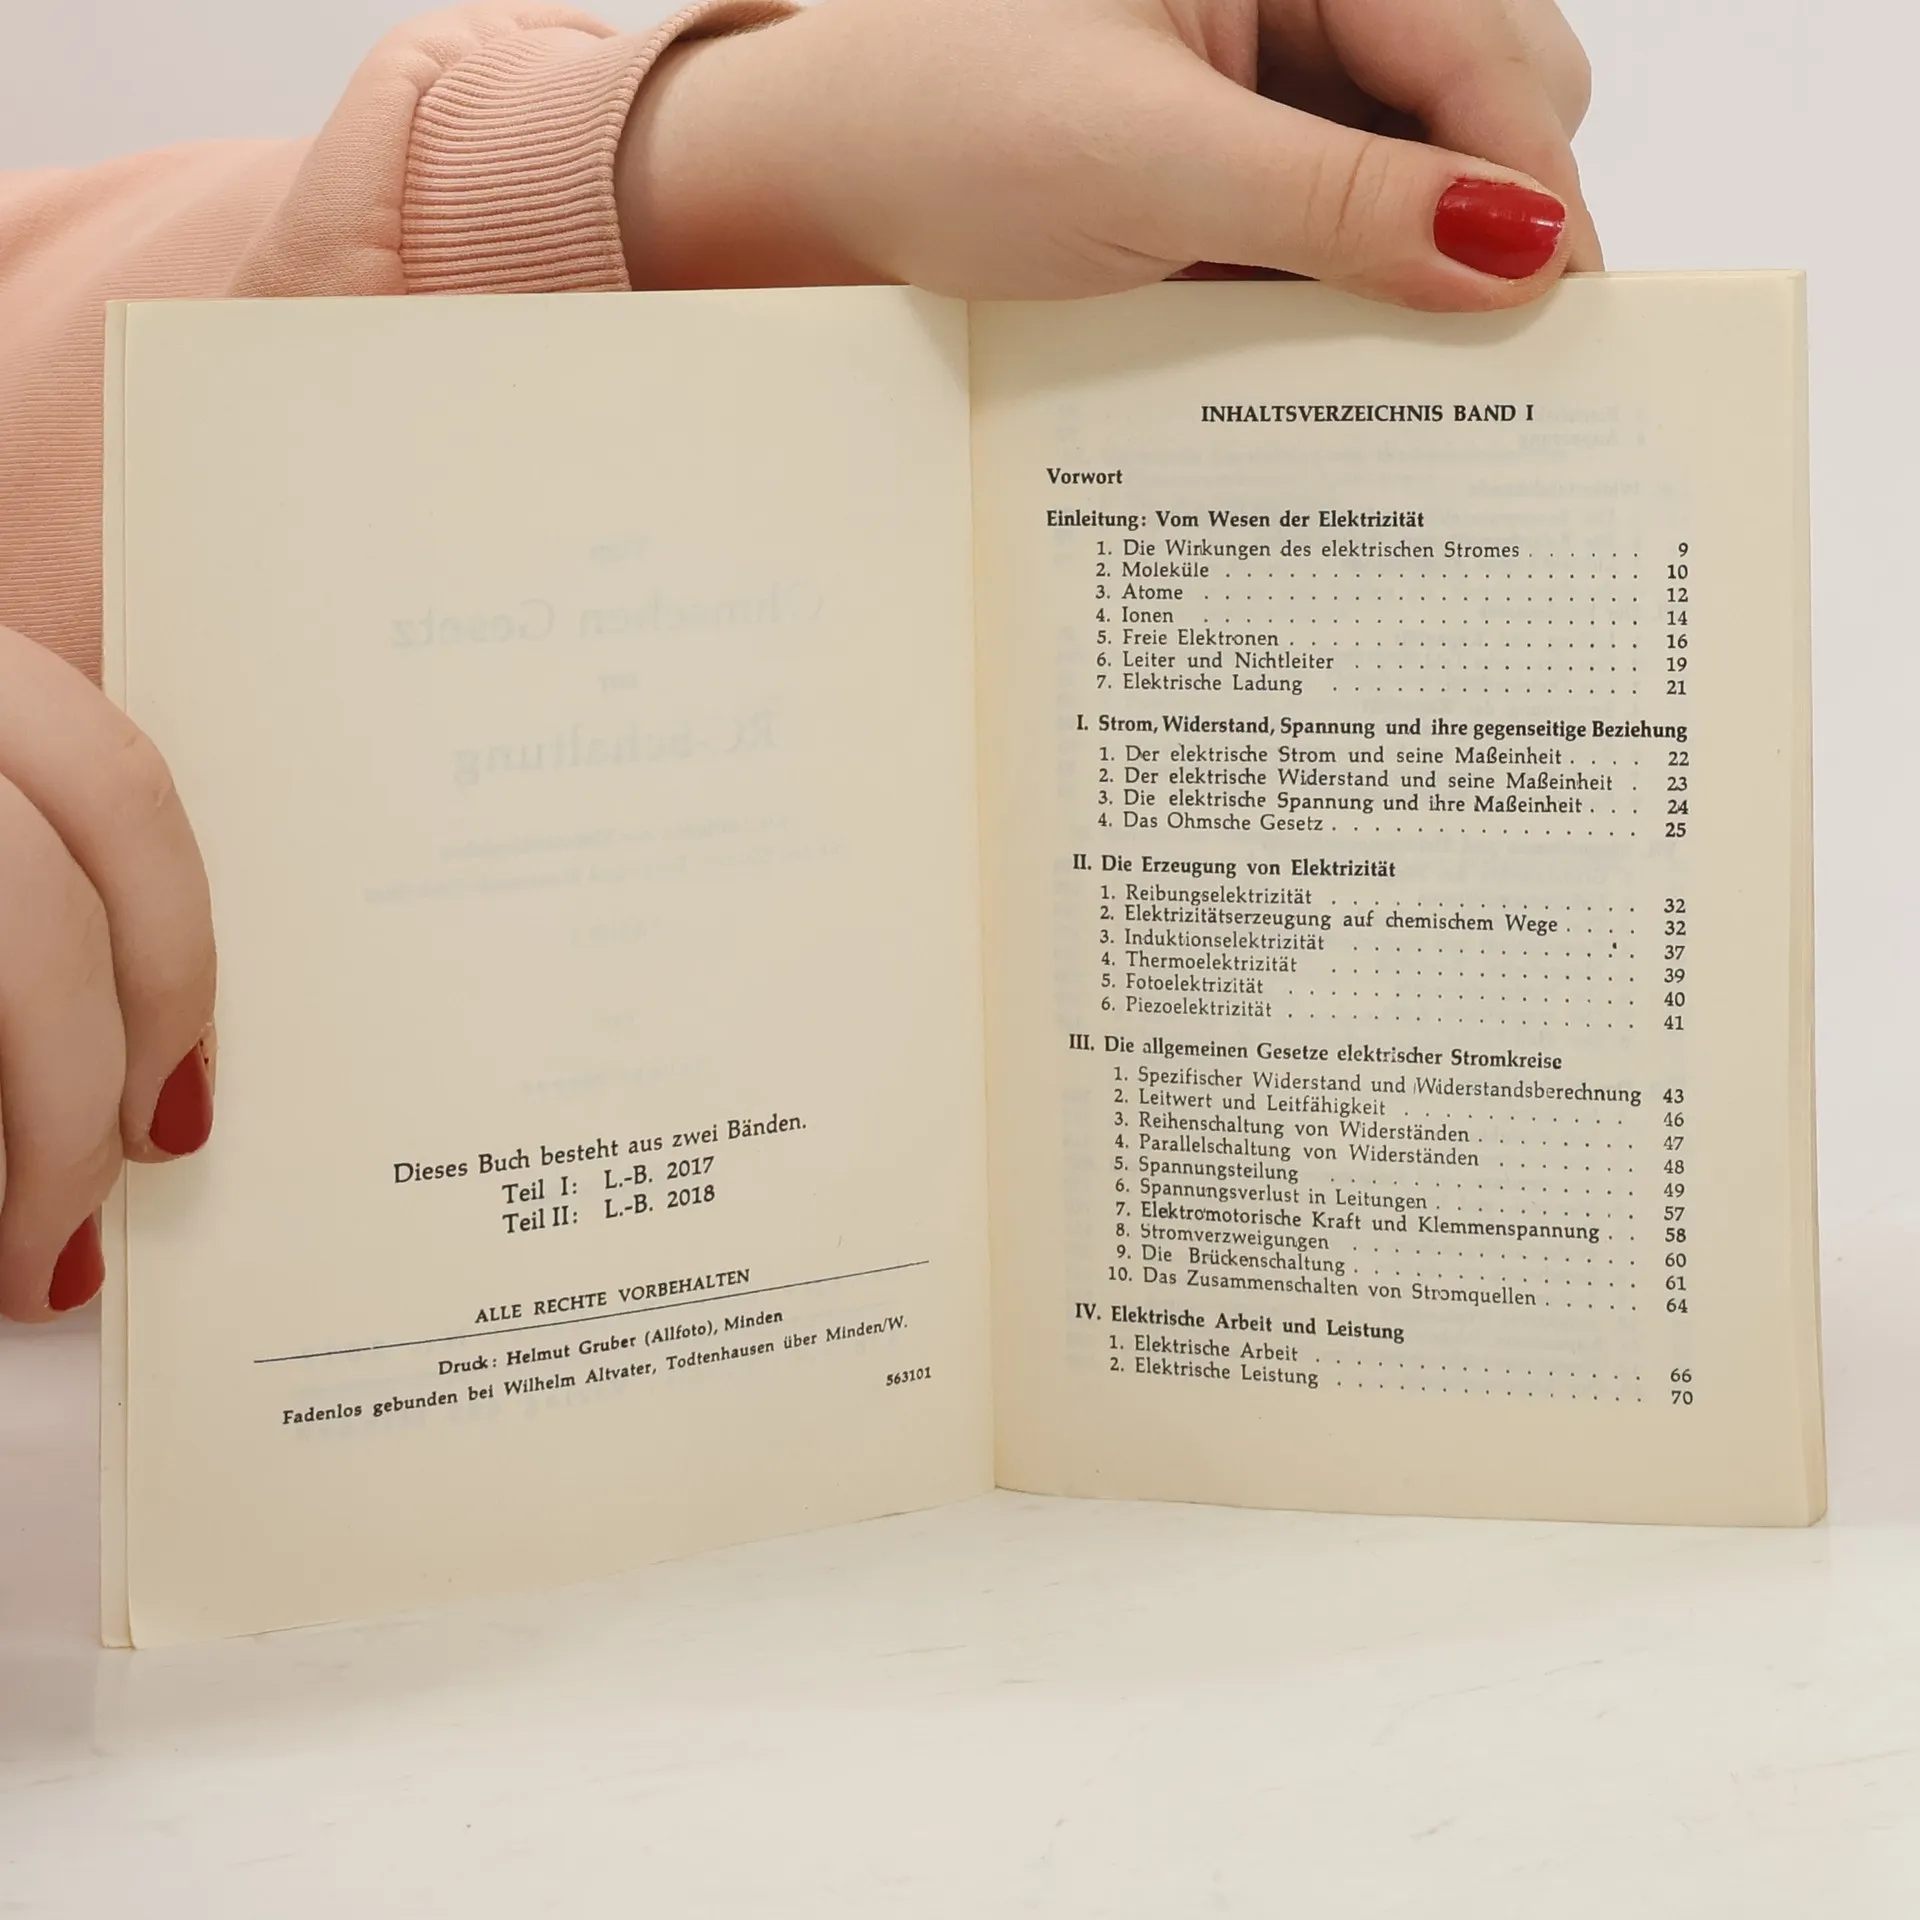 Dieses Buch besteht aus zwei Bänden.
Teil I: L.-B. 2017
Teil II: L.-B. 2018
ALLE RECHTE VORBEHALTEN
Druck: Helmut Gruber (Allfoto), Minden
Fadenlos gebunden bei Wilhelm Altvater, Todtenhausen über Minden/W.
563101
INHALTSVERZEICHNIS BAND I
Vorwort
Einleitung: Vom Wesen der Elektrizität
1. Die Wirkungen des elektrischen Stromes . . . . . . 9
2. Moleküle . . . . . . . . . . . . . . . . . . . . 10
3. Atome . . . . . . . . . . . . . . . . . . . . . 12
4. Ionen . . . . . . . . . . . . . . . . . . . . . 14
5. Freie Elektronen . . . . . . . . . . . . . . . . . 16
6. Leiter und Nichtleiter . . . . . . . . . . . . . . 19
7. Elektrische Ladung . . . . . . . . . . . . . . . 21
I. Strom, Widerstand, Spannung und ihre gegenseitige Beziehung
1. Der elektrische Strom und seine Maßeinheit . . . . 22
2. Der elektrische Widerstand und seine Maßeinheit . 23
3. Die elektrische Spannung und ihre Maßeinheit . . . 24
4. Das Ohmsche Gesetz . . . . . . . . . . . . . . . 25
II. Die Erzeugung von Elektrizität
1. Reibungselektrizität . . . . . . . . . . . . . . . 32
2. Elektrizitätserzeugung auf chemischem Wege . . . . 32
3. Induktionselektrizität . . . . . . . . . . . . . . 37
4. Thermoelektrizität . . . . . . . . . . . . . . . 39
5. Fotoelektrizität . . . . . . . . . . . . . . . . . 40
6. Piezoelektrizität . . . . . . . . . . . . . . . . . 41
III. Die allgemeinen Gesetze elektrischer Stromkreise
1. Spezifischer Widerstand und Widerstandsberechnung 43
2. Leitwert und Leitfähigkeit . . . . . . . . . . . 46
3. Reihenschaltung von Widerständen . . . . . . . . 47
4. Parallelschaltung von Widerständen . . . . . . . 48
5. Spannungsteilung . . . . . . . . . . . . . . . 49
6. Spannungsverlust in Leitungen . . . . . . . . . . 57
7. Elektromotorische Kraft und Klemmenspannung . . 58
8. Stromverzweigungen . . . . . . . . . . . . . . 60
9. Die Brückenschaltung . . . . . . . . . . . . . . 61
10. Das Zusammenschalten von Stromquellen . . . . . 64
IV. Elektrische Arbeit und Leistung
1. Elektrische Arbeit . . . . . . . . . . . . . . . . 66
2. Elektrische Leistung . . . . . . . . . . . . . . . 70